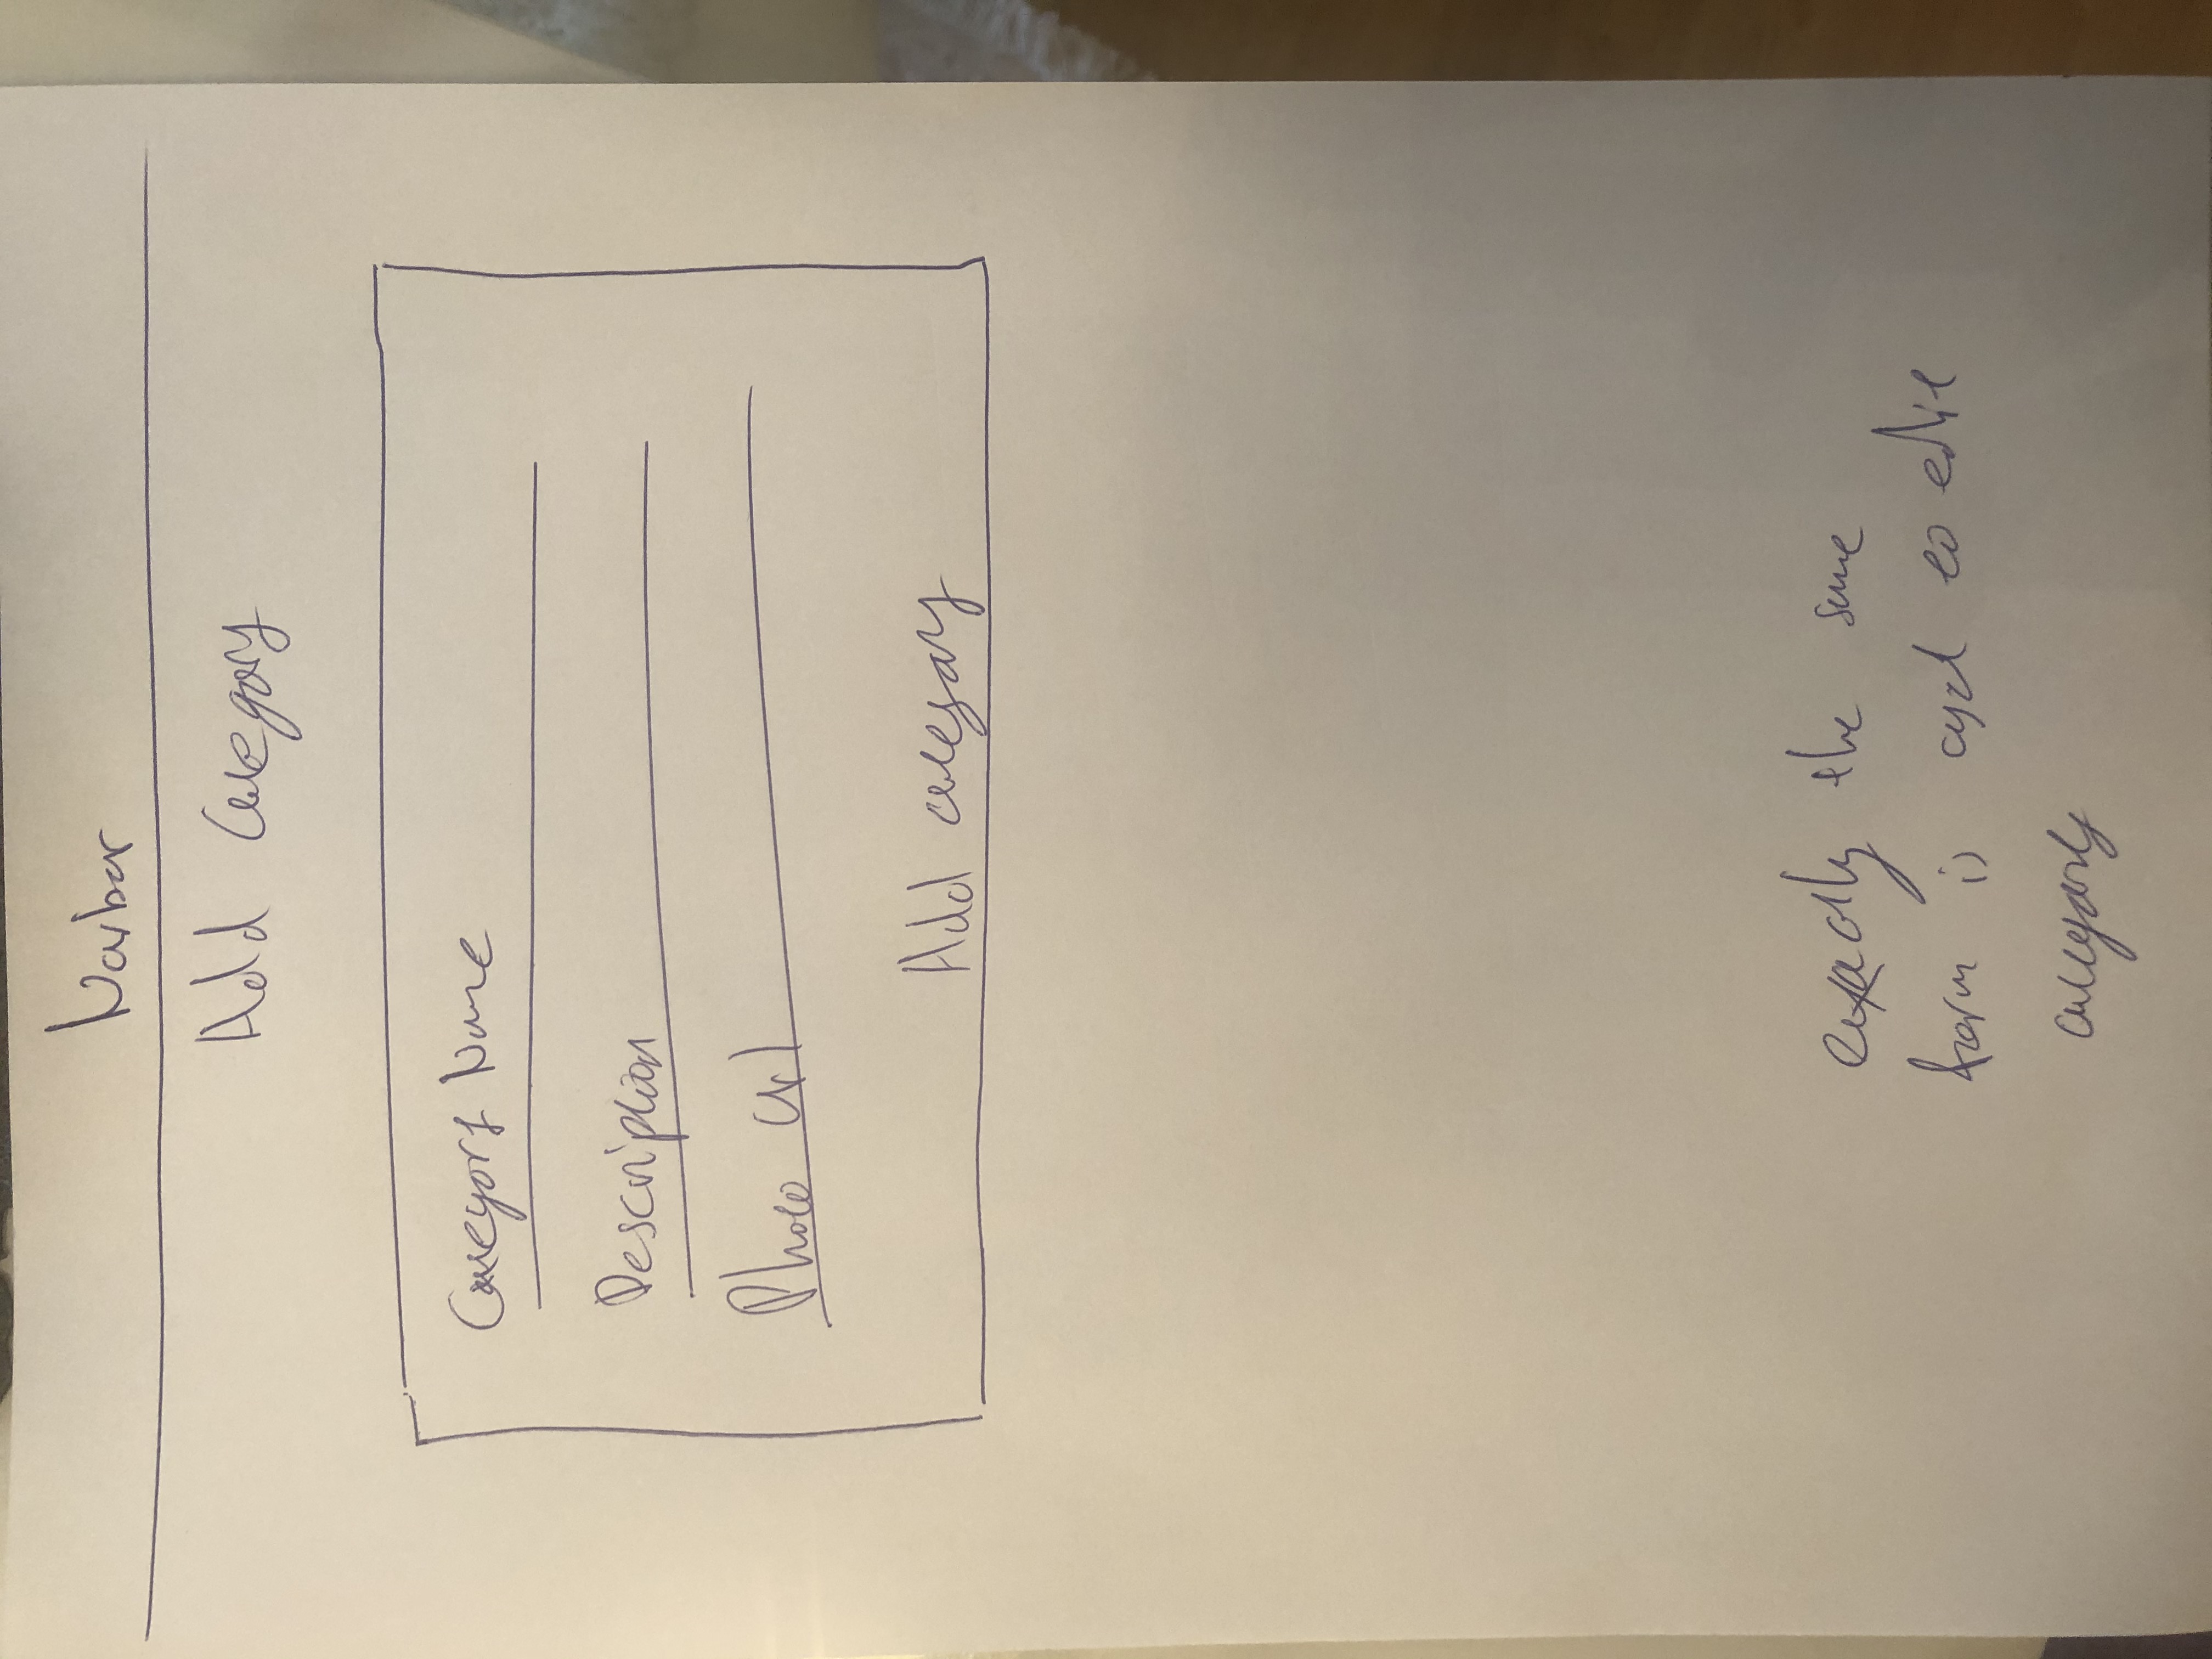 Navbar
Add Category
Category Name
Description
Photo Url
Add category
exactly the same
form is used to edit
category